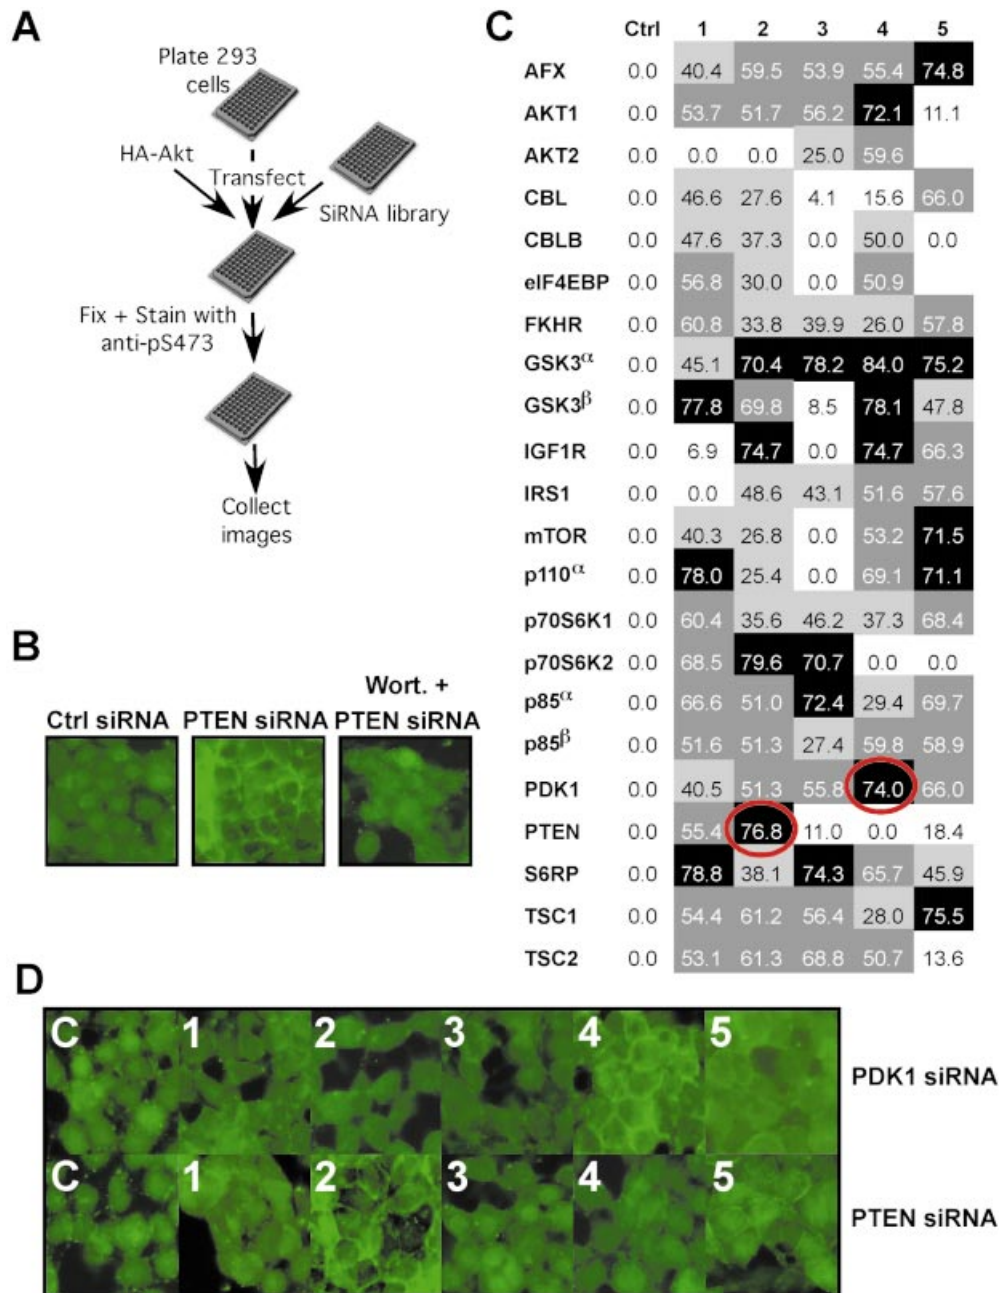 A
Plate 293
cells
HA-Akt
Transfect
SiRNA library
Fix + Stain with
anti-pS473
Collect
images
B
Ctrl siRNA
PTEN siRNA
Wort. +
PTEN siRNA
C
Ctrl 1 2 3 4 5
AFX 0.0 40.4 59.5 53.9 55.4 74.8
AKT1 0.0 53.7 51.7 56.2 72.1 11.1
AKT2 0.0 0.0 0.0 25.0 59.6
CBL 0.0 46.6 27.6 4.1 15.6 66.0
CBLB 0.0 47.6 37.3 0.0 50.0 0.0
eIF4EBP 0.0 56.8 30.0 0.0 50.9
FKHR 0.0 60.8 33.8 39.9 26.0 57.8
GSK3α 0.0 45.1 70.4 78.2 84.0 75.2
GSK3β 0.0 77.8 69.8 8.5 78.1 47.8
IGF1R 0.0 6.9 74.7 0.0 74.7 66.3
IRS1 0.0 0.0 48.6 43.1 51.6 57.6
mTOR 0.0 40.3 26.8 0.0 53.2 71.5
p110α 0.0 78.0 25.4 0.0 69.1 71.1
p70S6K1 0.0 60.4 35.6 46.2 37.3 68.4
p70S6K2 0.0 68.5 79.6 70.7 0.0 0.0
p85α 0.0 66.6 51.0 72.4 29.4 69.7
p85β 0.0 51.6 51.3 27.4 59.8 58.9
PDK1 0.0 40.5 51.3 55.8 74.0 66.0
PTEN 0.0 55.4 76.8 11.0 0.0 18.4
S6RP 0.0 78.8 38.1 74.3 65.7 45.9
TSC1 0.0 54.4 61.2 56.4 28.0 75.5
TSC2 0.0 53.1 61.3 68.8 50.7 13.6
D
C 1 2 3 4 5
PDK1 siRNA
C 1 2 3 4 5
PTEN siRNA